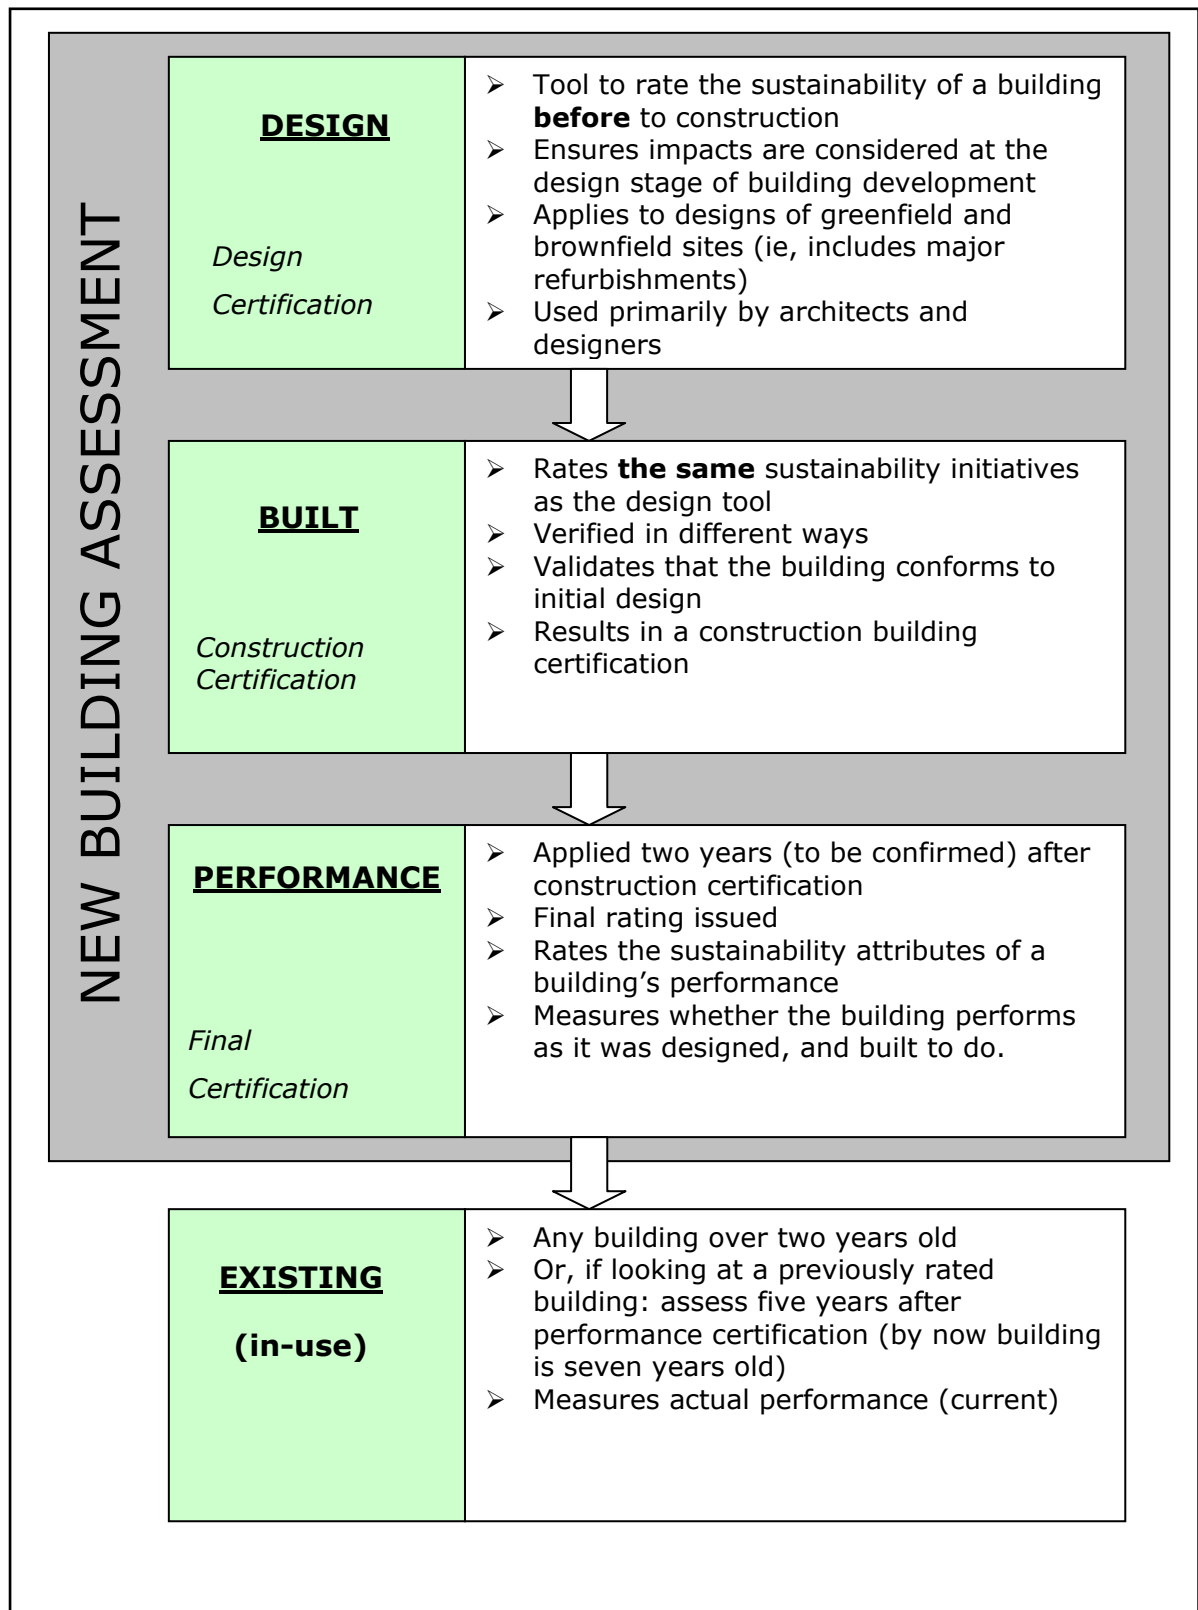 NEW BUILDING ASSESSMENT
DESIGN
Design
Certification
➢ Tool to rate the sustainability of a building
before to construction
➢ Ensures impacts are considered at the
design stage of building development
➢ Applies to designs of greenfield and
brownfield sites (ie, includes major
refurbishments)
➢ Used primarily by architects and
designers
BUILT
Construction
Certification
➢ Rates the same sustainability initiatives
as the design tool
➢ Verified in different ways
➢ Validates that the building conforms to
initial design
➢ Results in a construction building
certification
PERFORMANCE
Final
Certification
➢ Applied two years (to be confirmed) after
construction certification
➢ Final rating issued
➢ Rates the sustainability attributes of a
building’s performance
➢ Measures whether the building performs
as it was designed, and built to do.
EXISTING
(in-use)
➢ Any building over two years old
➢ Or, if looking at a previously rated
building: assess five years after
performance certification (by now building
is seven years old)
➢ Measures actual performance (current)